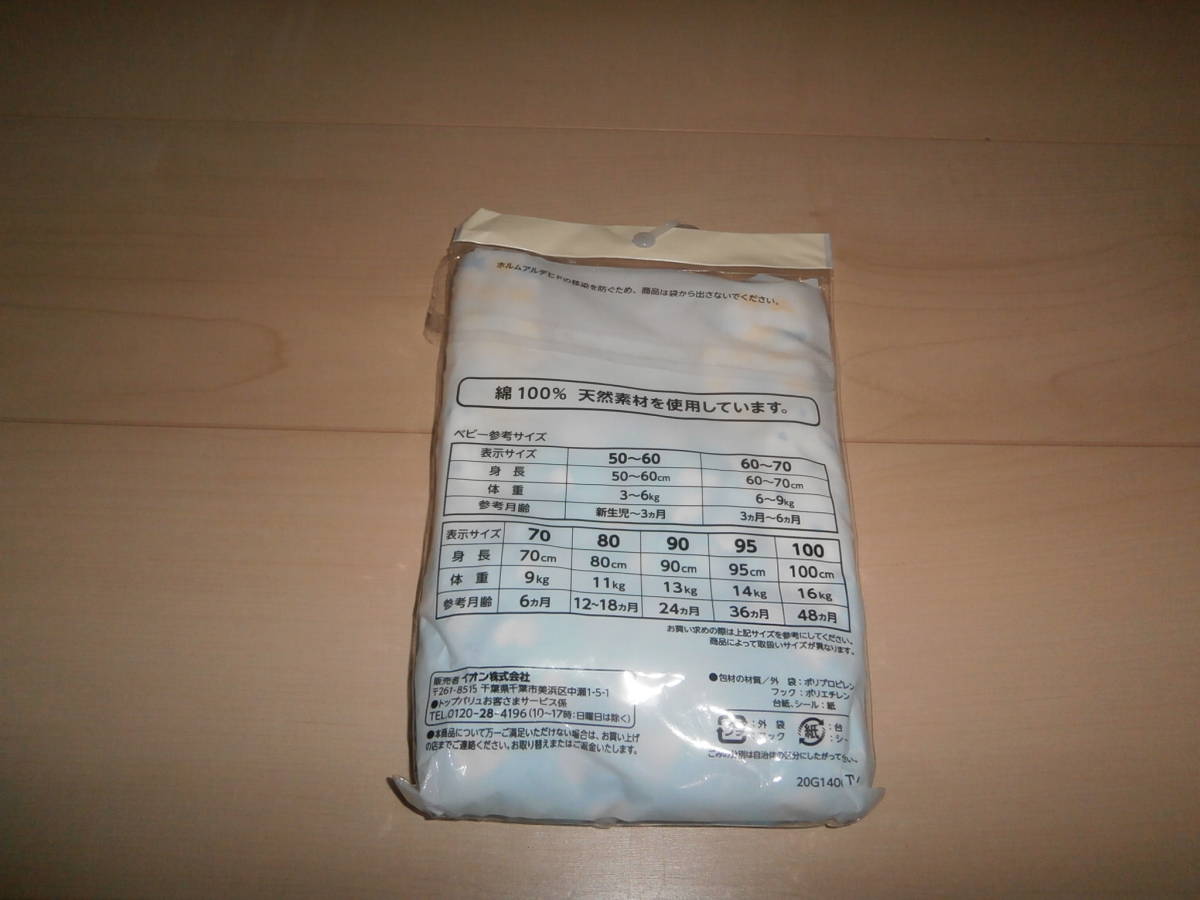 ホルムアルデヒドの移染を防ぐため、商品は袋から出さないでください。
綿100% 天然素材を使用しています。
ベビー参考サイズ
表示サイズ 50〜60 60〜70
身長 50〜60cm 60〜70cm
体重 3〜6kg 6〜9kg
参考月齢 新生児〜3ヵ月 3ヵ月〜6ヵ月
表示サイズ 70 80 90 95 100
身長 70cm 80cm 90cm 95cm 100cm
体重 9kg 11kg 13kg 14kg 16kg
参考月齢 6ヵ月 12~18ヵ月 24ヵ月 36ヵ月 48ヵ月
お買い求めの際は上記サイズを参考にしてください。
商品によって取扱いサイズが異なります。
販売者 イオン株式会社
〒261-8515 千葉県千葉市美浜区中瀬1-5-1
●トップバリュお客さまサービス係
TEL.0120-28-4196(10〜17時:日曜日は除く)
●本商品について万一ご満足いただけない場合は、お買い上げ
の店までご連絡ください。お取り替えまたはご返金いたします。
●包材の材質/外 袋:ポリプロピレン
フック:ポリエチレン
台紙、シール:紙
プラ :外 袋 紙 :台
フック :シー
ごみの分別は自治体の区分にしたがって
20G140